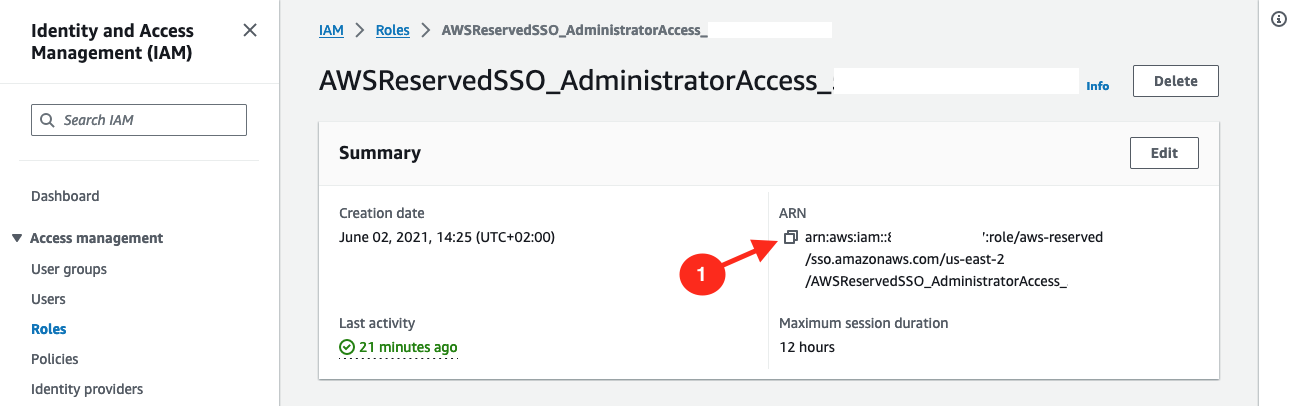 Identity and Access
Management (IAM)
Search IAM
Dashboard
Access management
User groups
Users
Roles
Policies
Identity providers
IAM > Roles > AWSReservedSSO_AdministratorAccess_
AWSReservedSSO_AdministratorAccess_
Info
Delete
Summary
Edit
Creation date
June 02, 2021, 14:25 (UTC+02:00)
ARN
arn:aws:iam:: :role/aws-reserved
/sso.amazonaws.com/us-east-2
/AWSReservedSSO_AdministratorAccess_
1
Last activity
21 minutes ago
Maximum session duration
12 hours